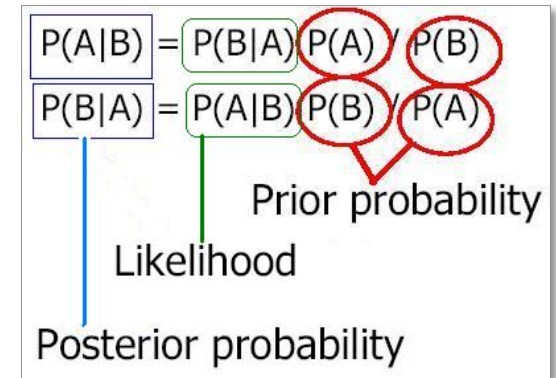 P(A|B) = P(B|A) P(A) / P(B)
P(B|A) = P(A|B) P(B) / P(A)
Prior probability
Likelihood
Posterior probability